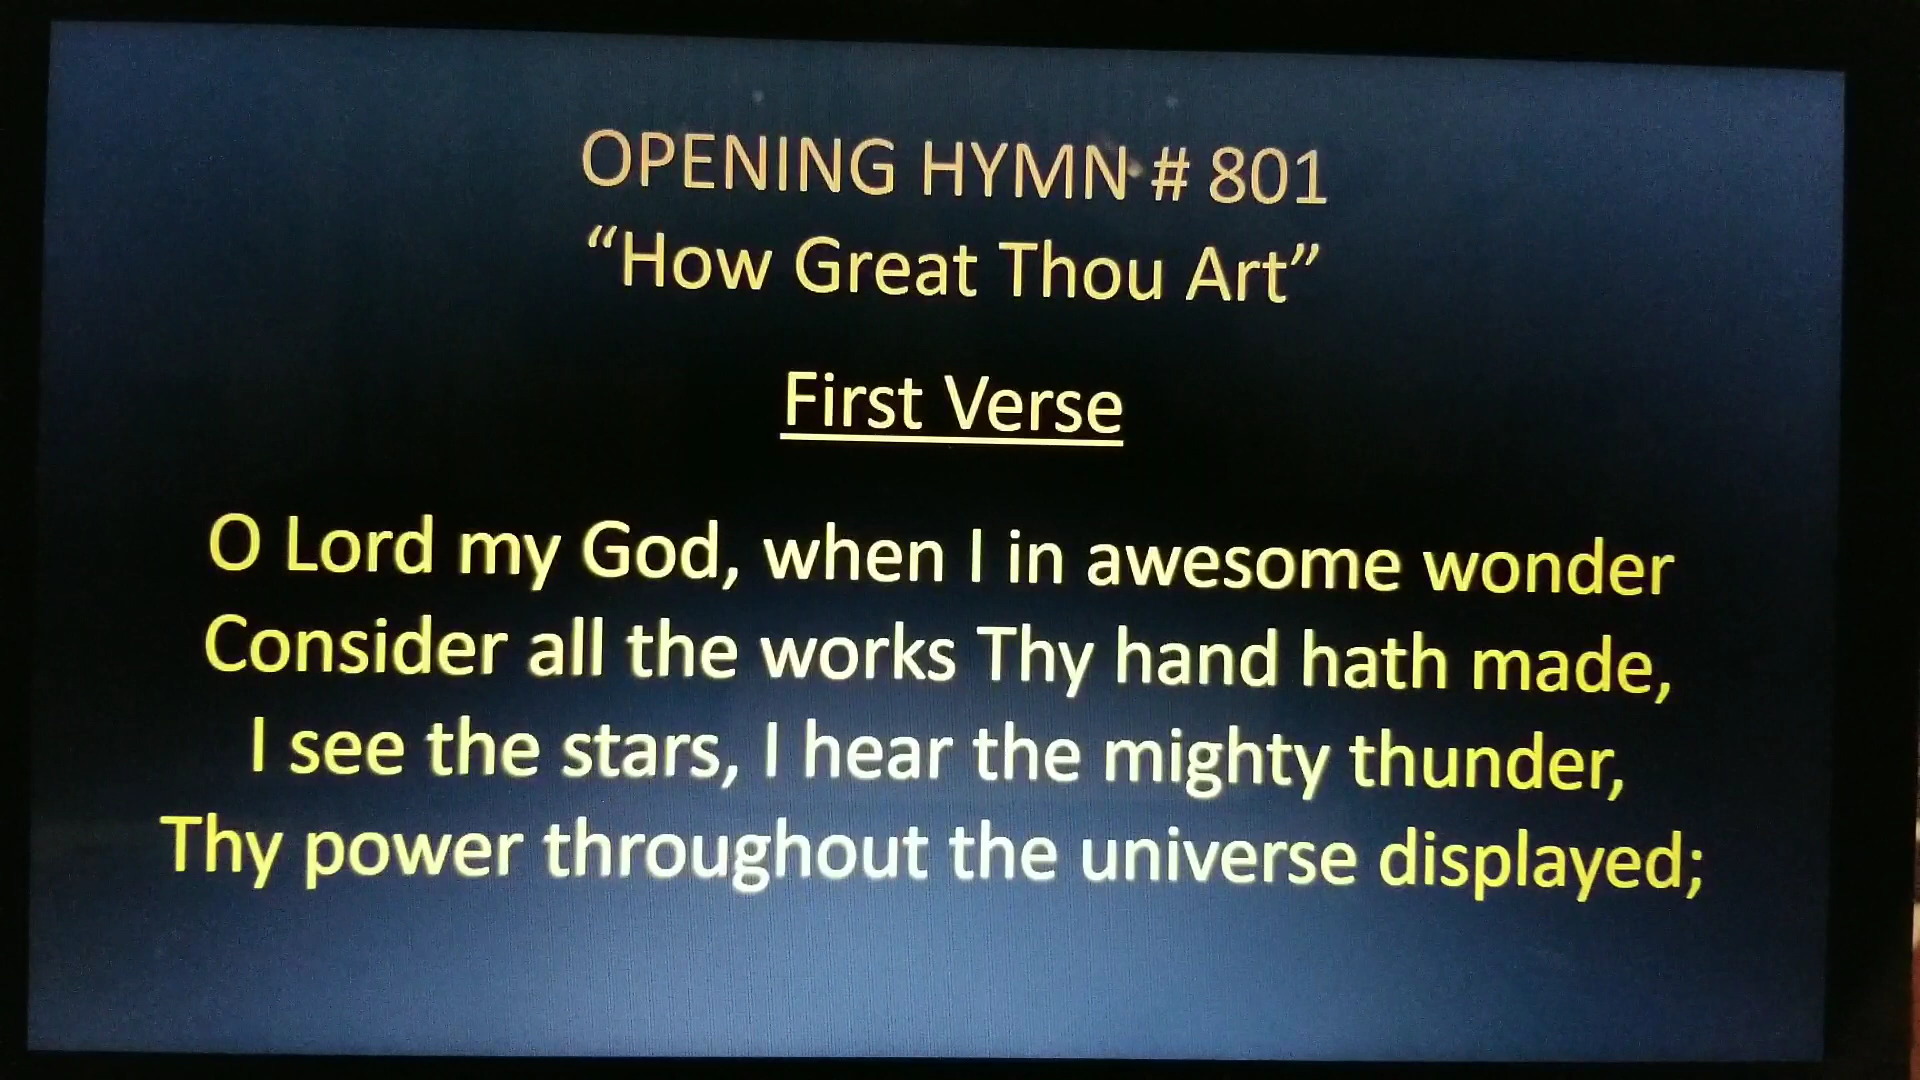 OPENING HYMN # 801
“How Great Thou Art”
First Verse
O Lord my God, when I in awesome wonder
Consider all the works Thy hand hath made,
I see the stars, I hear the mighty thunder,
Thy power throughout the universe displayed;